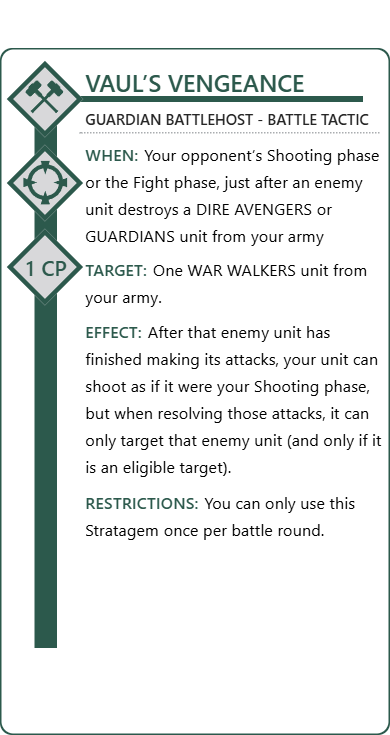 VAUL'S VENGEANCE
GUARDIAN BATTLEHOST - BATTLE TACTIC
WHEN: Your opponent's Shooting phase
or the Fight phase, just after an enemy
unit destroys a DIRE AVENGERS or
GUARDIANS unit from your army
1 CP
TARGET: One WAR WALKERS unit from
your army.
EFFECT: After that enemy unit has
finished making its attacks, your unit can
shoot as if it were your Shooting phase,
but when resolving those attacks, it can
only target that enemy unit (and only if it
is an eligible target).
RESTRICTIONS: You can only use this
Stratagem once per battle round.